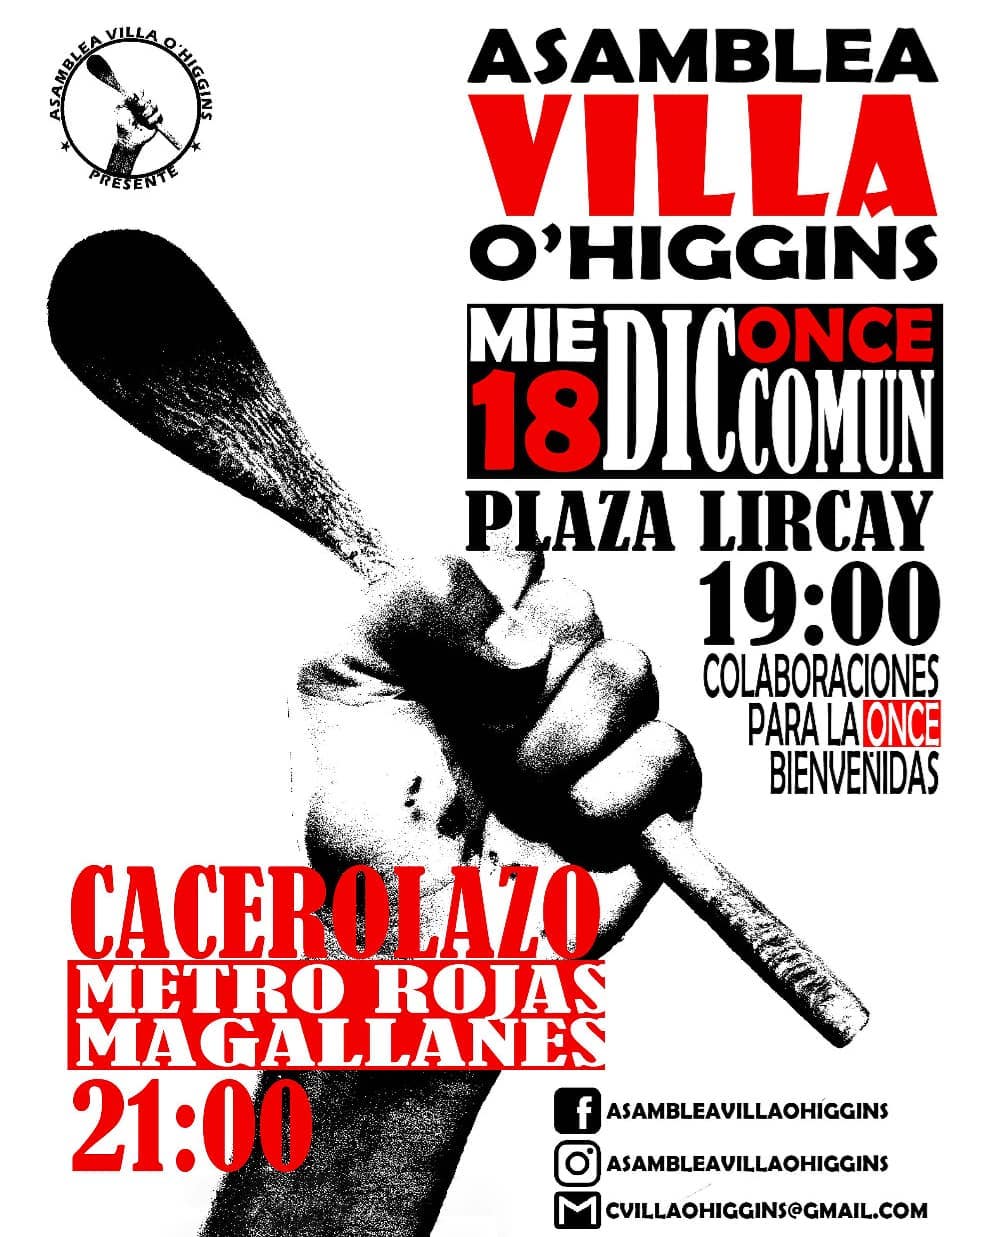 ASAMBLEA VILLA O'HIGGINS
PRESENTE
ASAMBLEA
VILLA
O'HIGGINS
MIE 18 DIC ONCE COMUN
PLAZA LIRCAY
19:00
COLABORACIONES
PARA LA ONCE
BIENVEÑIDAS
CACEROLAZO
METRO ROJAS
MAGALLANES
21:00
ASAMBLEAVILLAOHIGGINS
ASAMBLEAVILLAOHIGGINS
CVILLAOHIGGINS@GMAIL.COM